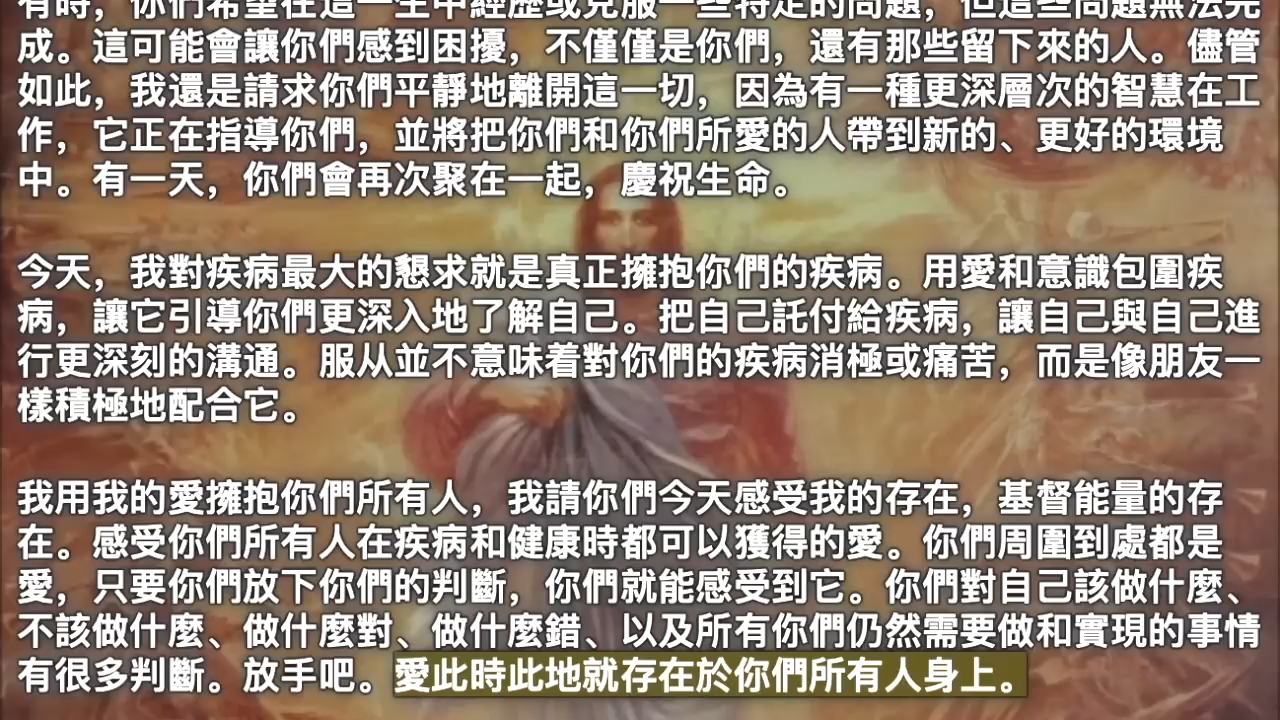 有時，你們希望在這一生中經歷或克服一些特定的問題，但這些問題無法完
成。這可能會讓你們感到困擾，不僅僅是你們，還有那些留下來的人。儘管
如此，我還是請求你們平靜地離開這一切，因為有一種更深層次的智慧在工
作，它正在指導你們，並將把你們和你們所愛的人帶到新的、更好的環境
中。有一天，你們會再次聚在一起，慶祝生命。
今天，我對疾病最大的懇求就是真正擁抱你們的疾病。用愛和意識包圍疾
病，讓它引導你們更深入地了解自己。把自己託付給疾病，讓自己與自己進
行更深刻的溝通。服从並不意味着對你們的疾病消極或痛苦，而是像朋友一
樣積極地配合它。
我用我的愛擁抱你們所有人，我請你們今天感受我的存在，基督能量的存
在。感受你們所有人在疾病和健康時都可以獲得的愛。你們周圍到處都是
愛，只要你們放下你們的判斷，你們就能感受到它。你們對自己該做什麼、
不該做什麼、做什麼對、做什麼錯、以及所有你們仍然需要做和實現的事情
有很多判斷。放手吧。愛此時此地就存在於你們所有人身上。